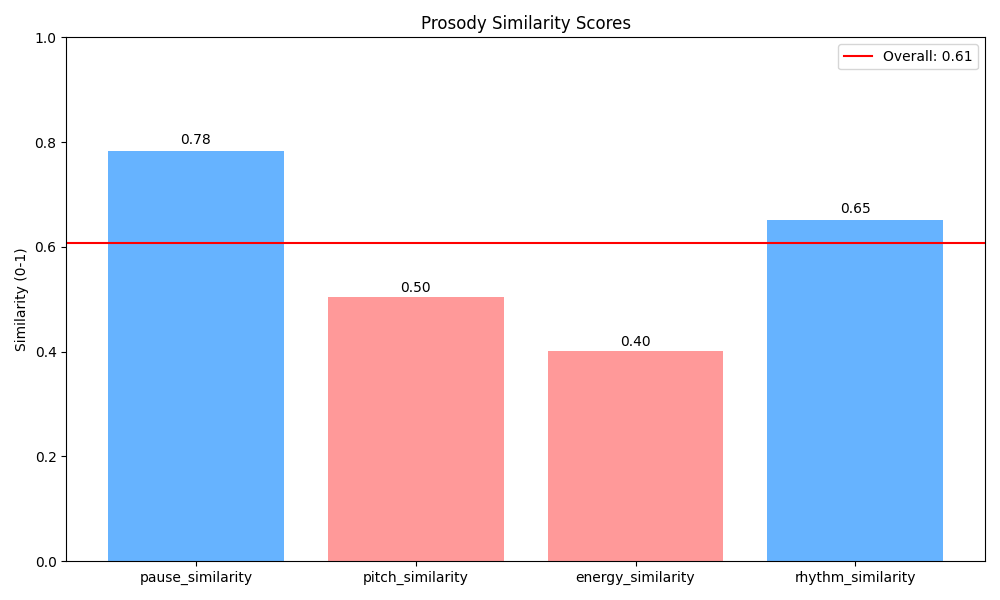 Prosody Similarity Scores
Overall: 0.61
Similarity (0-1)
1.0
0.8
0.6
0.4
0.2
0.0
0.78
0.50
0.40
0.65
pause_similarity
pitch_similarity
energy_similarity
rhythm_similarity